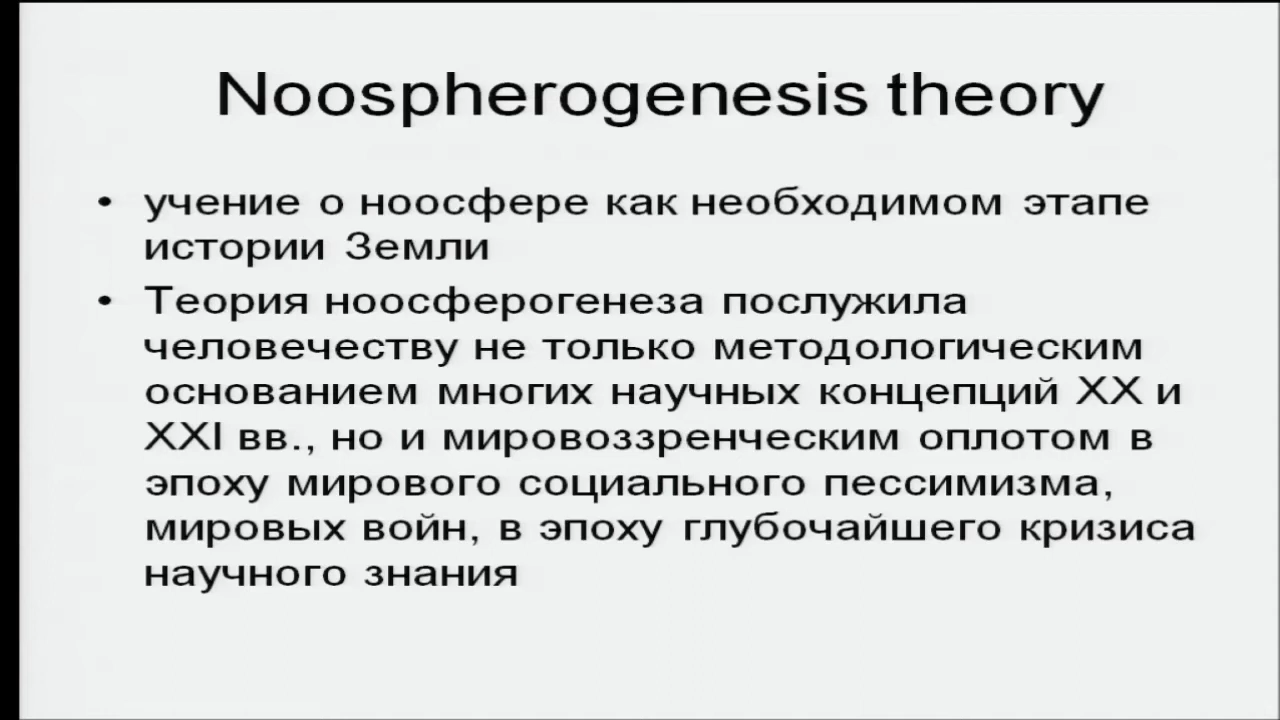 Noospherogenesis theory
• учение о ноосфере как необходимом этапе
истории Земли
• Теория ноосферогенеза послужила
человечеству не только методологическим
основанием многих научных концепций XX и
XXI вв., но и мировоззренческим оплотом в
эпоху мирового социального пессимизма,
мировых войн, в эпоху глубочайшего кризиса
научного знания